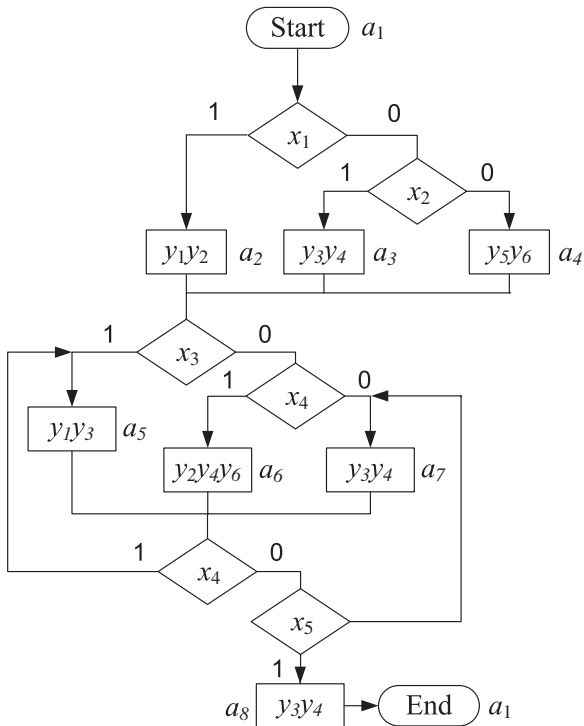 Start a₁
1 0
x₁
1 0
x₂
y₁y₂ a₂ y₃y₄ a₃ y₅y₆ a₄
1 0
x₃
1 0
x₄
y₁y₃ a₅ y₂y₄y₆ a₆ y₃y₄ a₇
1 0
x₄
x₅
1
a₈ y₃y₄ End a₁